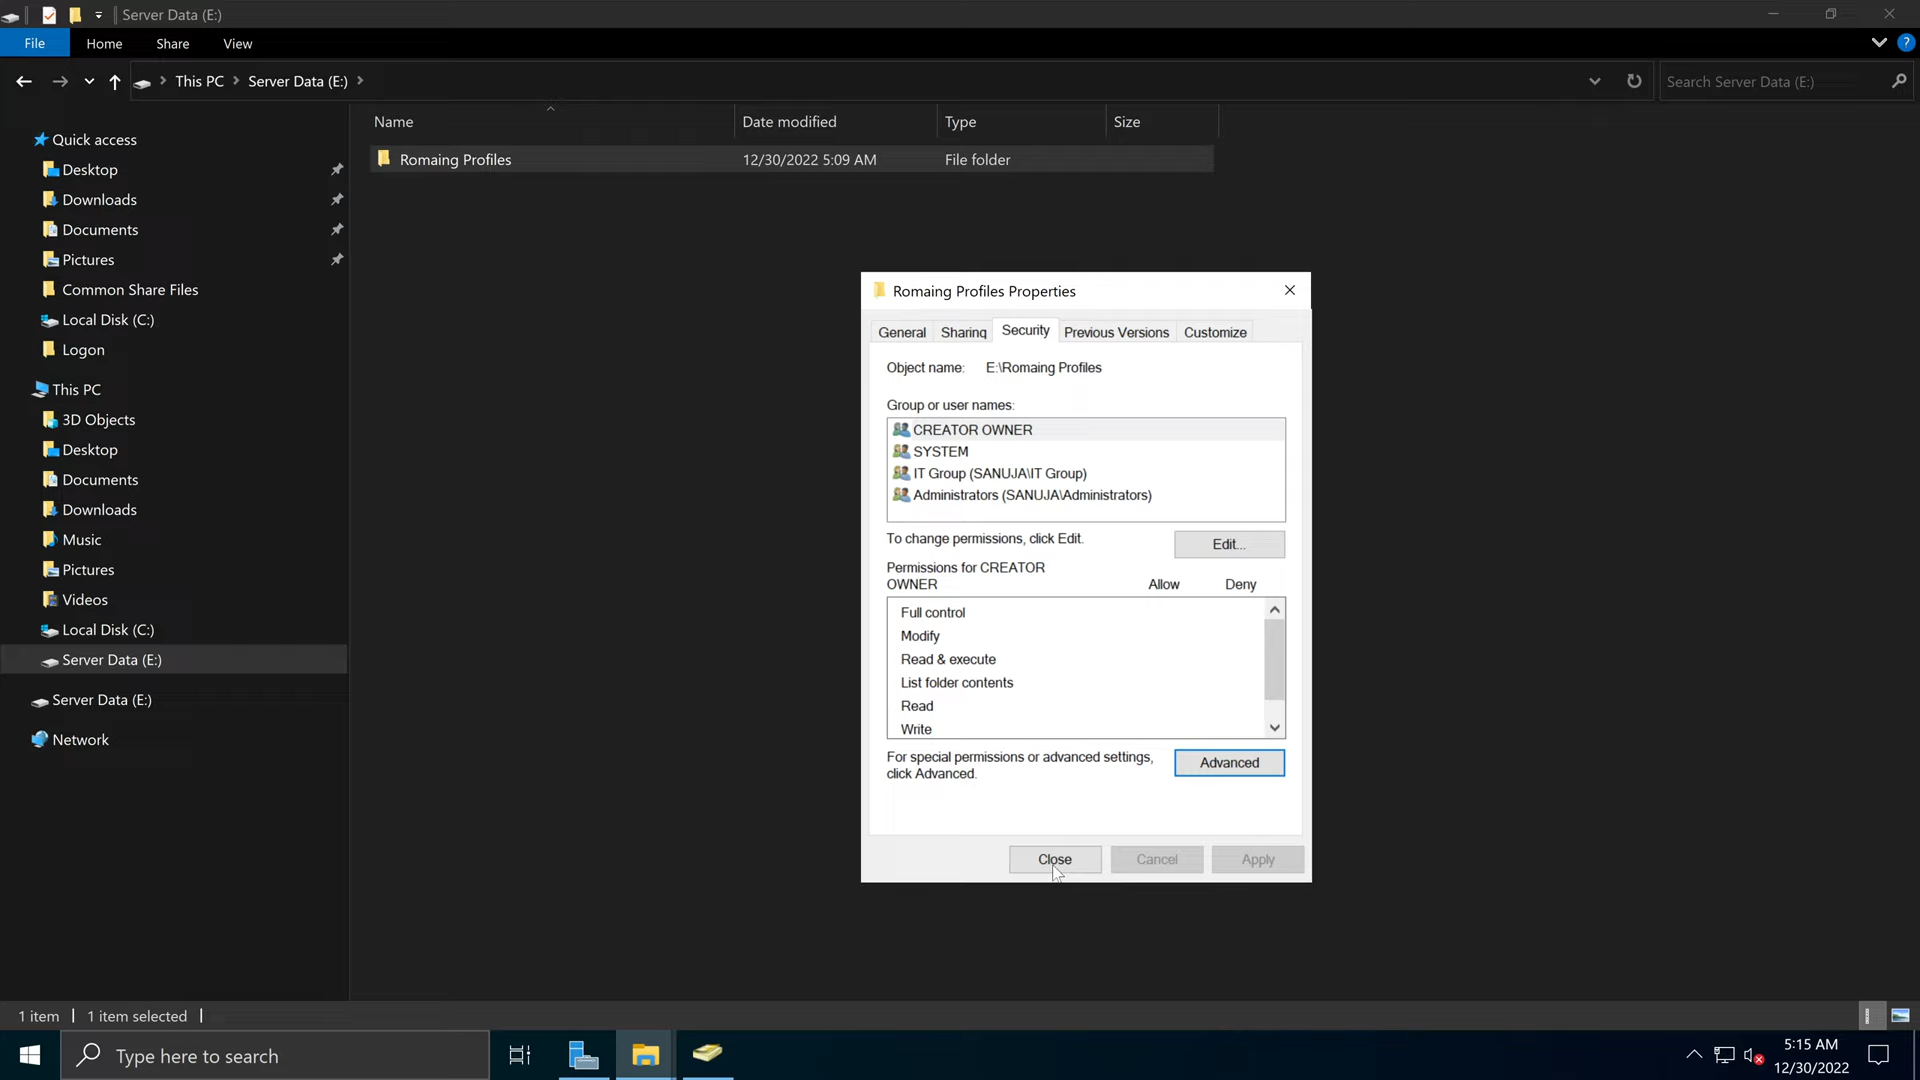 Server Data (E:)
File
Home
Share
View
?
This PC
Server Data (E:)
Search Server Data (E:)
Name
Date modified
Type
Size
Romaing Profiles
12/30/2022 5:09 AM
File folder
Quick access
Desktop
Downloads
Documents
Pictures
Common Share Files
Local Disk (C:)
Logon
This PC
3D Objects
Desktop
Documents
Downloads
Music
Pictures
Videos
Local Disk (C:)
Server Data (E:)
Server Data (E:)
Network
Romaing Profiles Properties
General
Sharing
Security
Previous Versions
Customize
Object name: E:\Romaing Profiles
Group or user names:
CREATOR OWNER
SYSTEM
IT Group (SANUJA\IT Group)
Administrators (SANUJA\Administrators)
To change permissions, click Edit.
Edit...
Permissions for CREATOR
OWNER
Allow
Deny
Full control
Modify
Read & execute
List folder contents
Read
Write
For special permissions or advanced settings,
click Advanced.
Advanced
Close
Cancel
Apply
1 item
1 item selected
Type here to search
5:15 AM
12/30/2022